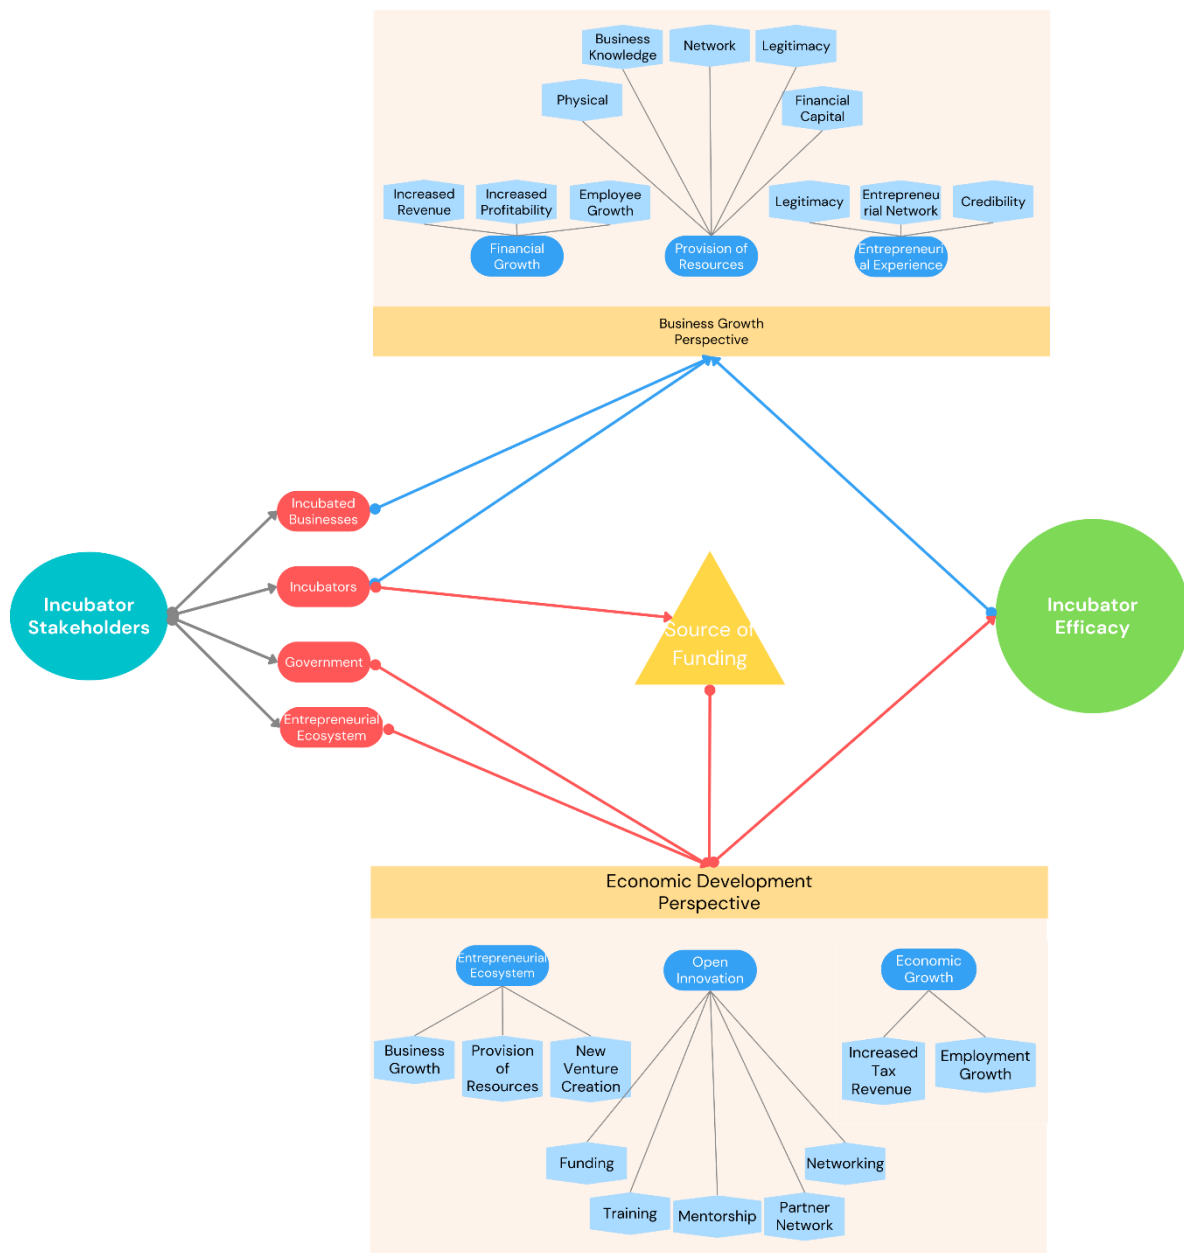 Business
Knowledge
Network
Legitimacy
Physical
Financial
Capital
Increased
Revenue
Increased
Profitability
Employee
Growth
Legitimacy
Entrepreneu
rial Network
Credibility
Financial
Growth
Provision of
Resources
Entrepreneuri
al Experience
Business Growth
Perspective
Incubated
Businesses
Incubators
Government
Entrepreneurial
Ecosystem
Incubator
Stakeholders
Source of
Funding
Incubator
Efficacy
Economic Development
Perspective
Entrepreneurial
Ecosystem
Open
Innovation
Economic
Growth
Business
Growth
Provision
of
Resources
New
Venture
Creation
Increased
Tax
Revenue
Employment
Growth
Funding
Networking
Training
Mentorship
Partner
Network